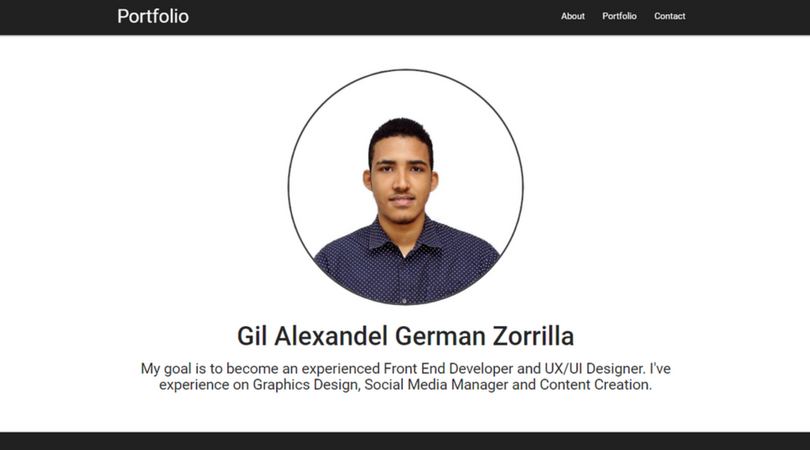 Portfolio
About Portfolio Contact
Gil Alexandel German Zorrilla
My goal is to become an experienced Front End Developer and UX/UI Designer. I've
experience on Graphics Design, Social Media Manager and Content Creation.